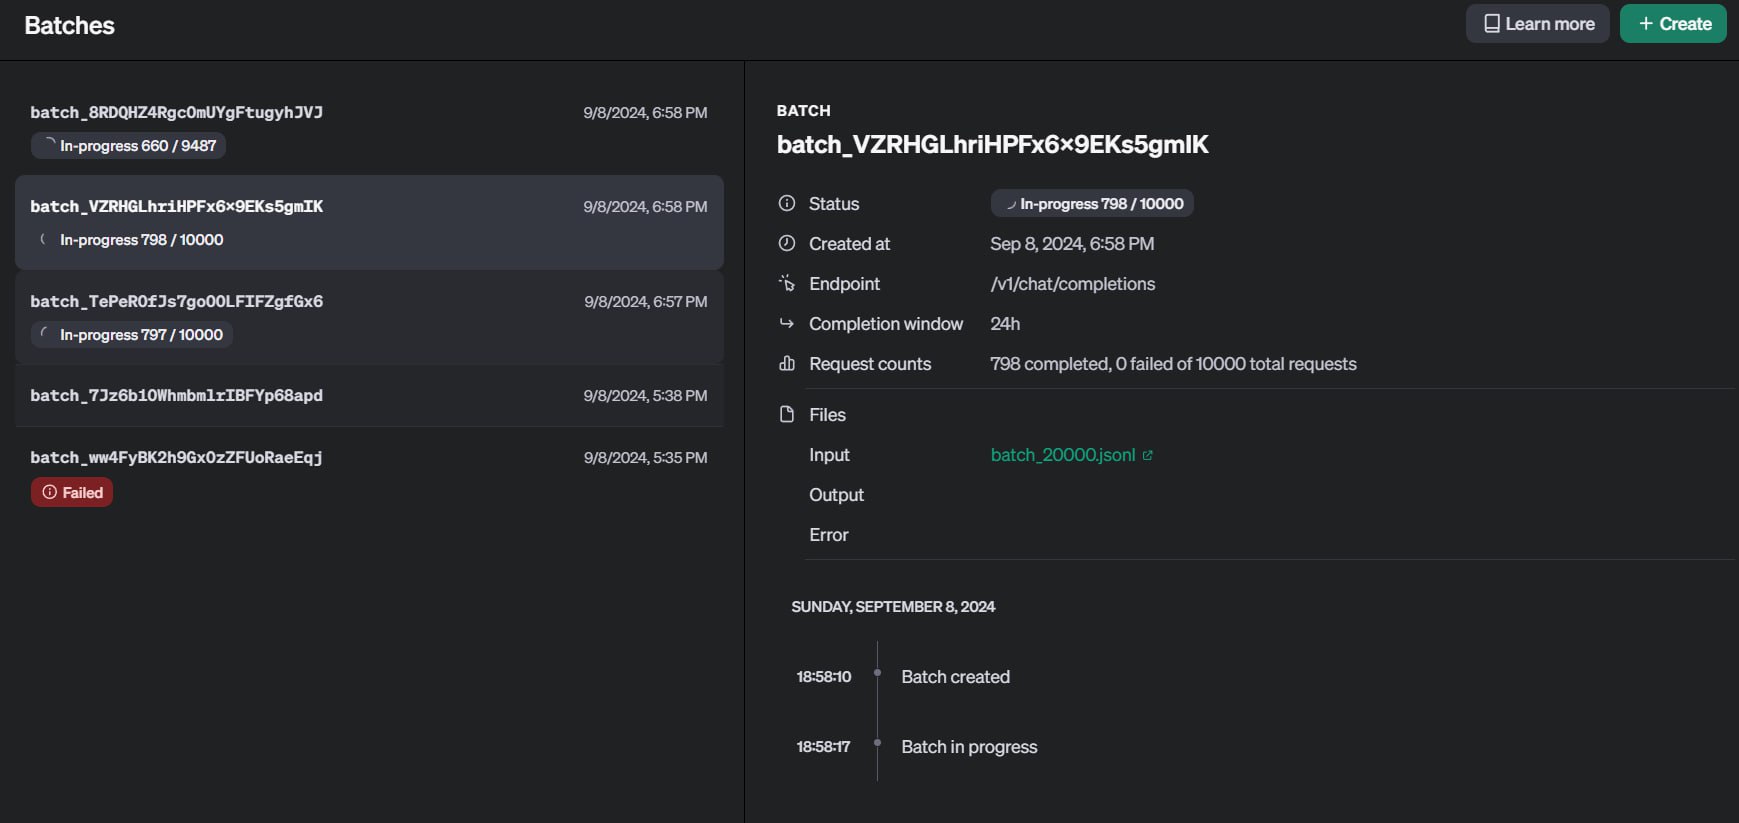 Batches
Learn more
+ Create
batch_8RDQHZ4RgcOmUYgFtugyhJVJ 9/8/2024, 6:58 PM
In-progress 660 / 9487
batch_VZRHGLhriHPFx6x9EKs5gmIK 9/8/2024, 6:58 PM
In-progress 798 / 10000
batch_TePeROfJs7goOOLFIFZgfGx6 9/8/2024, 6:57 PM
In-progress 797 / 10000
batch_7Jz6b1OWhmbmlrIBFYp68apd 9/8/2024, 5:38 PM
batch_ww4FyBK2h9GxOzZFUoRaeEqj 9/8/2024, 5:35 PM
Failed
BATCH
batch_VZRHGLhriHPFx6x9EKs5gmIK
Status In-progress 798 / 10000
Created at Sep 8, 2024, 6:58 PM
Endpoint /v1/chat/completions
Completion window 24h
Request counts 798 completed, 0 failed of 10000 total requests
Files
Input batch_20000.jsonl
Output
Error
SUNDAY, SEPTEMBER 8, 2024
18:58:10 Batch created
18:58:17 Batch in progress